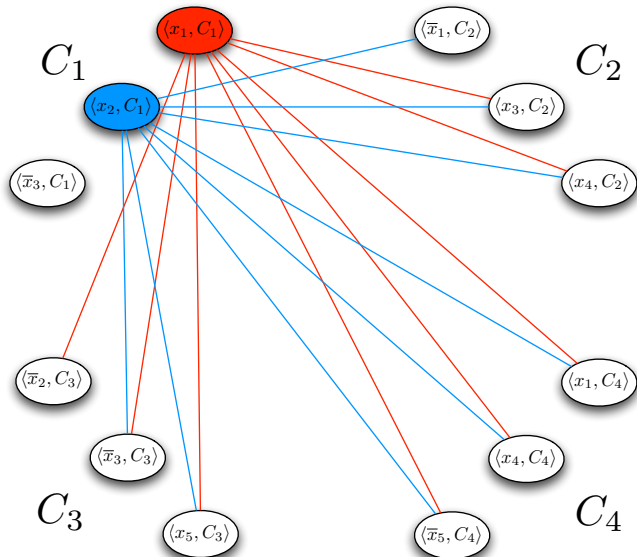 ⟨x₁, C₁⟩
⟨x̅₁, C₂⟩
C₁
C₂
⟨x₂, C₁⟩
⟨x₃, C₂⟩
⟨x̅₃, C₁⟩
⟨x₄, C₂⟩
⟨x̅₂, C₃⟩
⟨x₁, C₄⟩
⟨x̅₃, C₃⟩
⟨x₄, C₄⟩
C₃
C₄
⟨x₅, C₃⟩
⟨x̅₅, C₄⟩